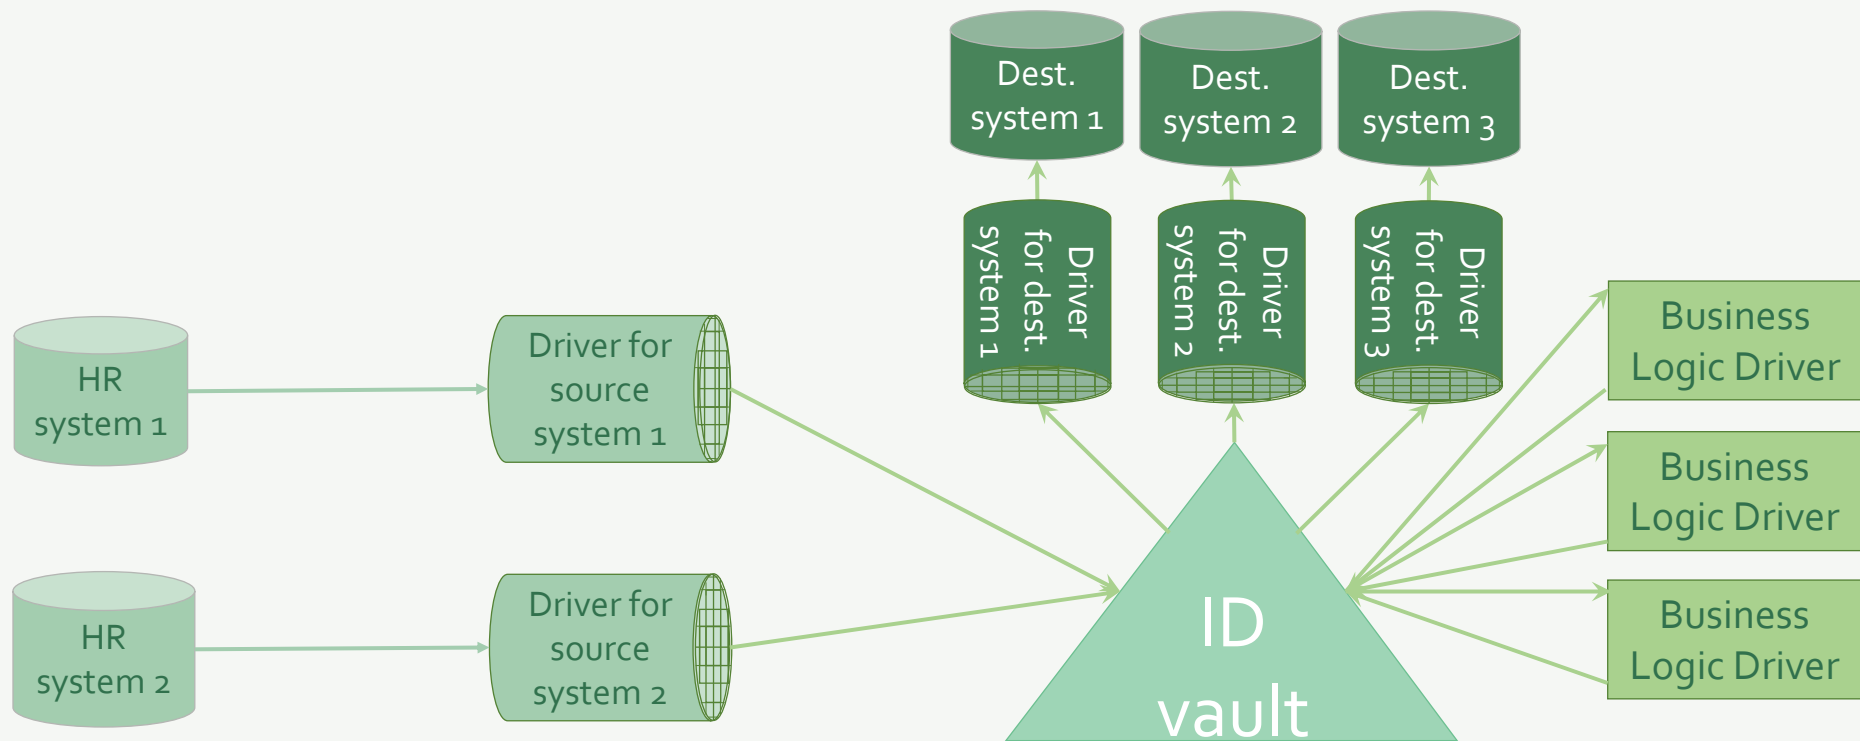 Dest.
system 1
Dest.
system 2
Dest.
system 3
Driver
for dest.
system 1
Driver
for dest.
system 2
Driver
for dest.
system 3
HR
system 1
Driver for
source
system 1
Business
Logic Driver
Business
Logic Driver
HR
system 2
Driver for
source
system 2
ID
vault
Business
Logic Driver